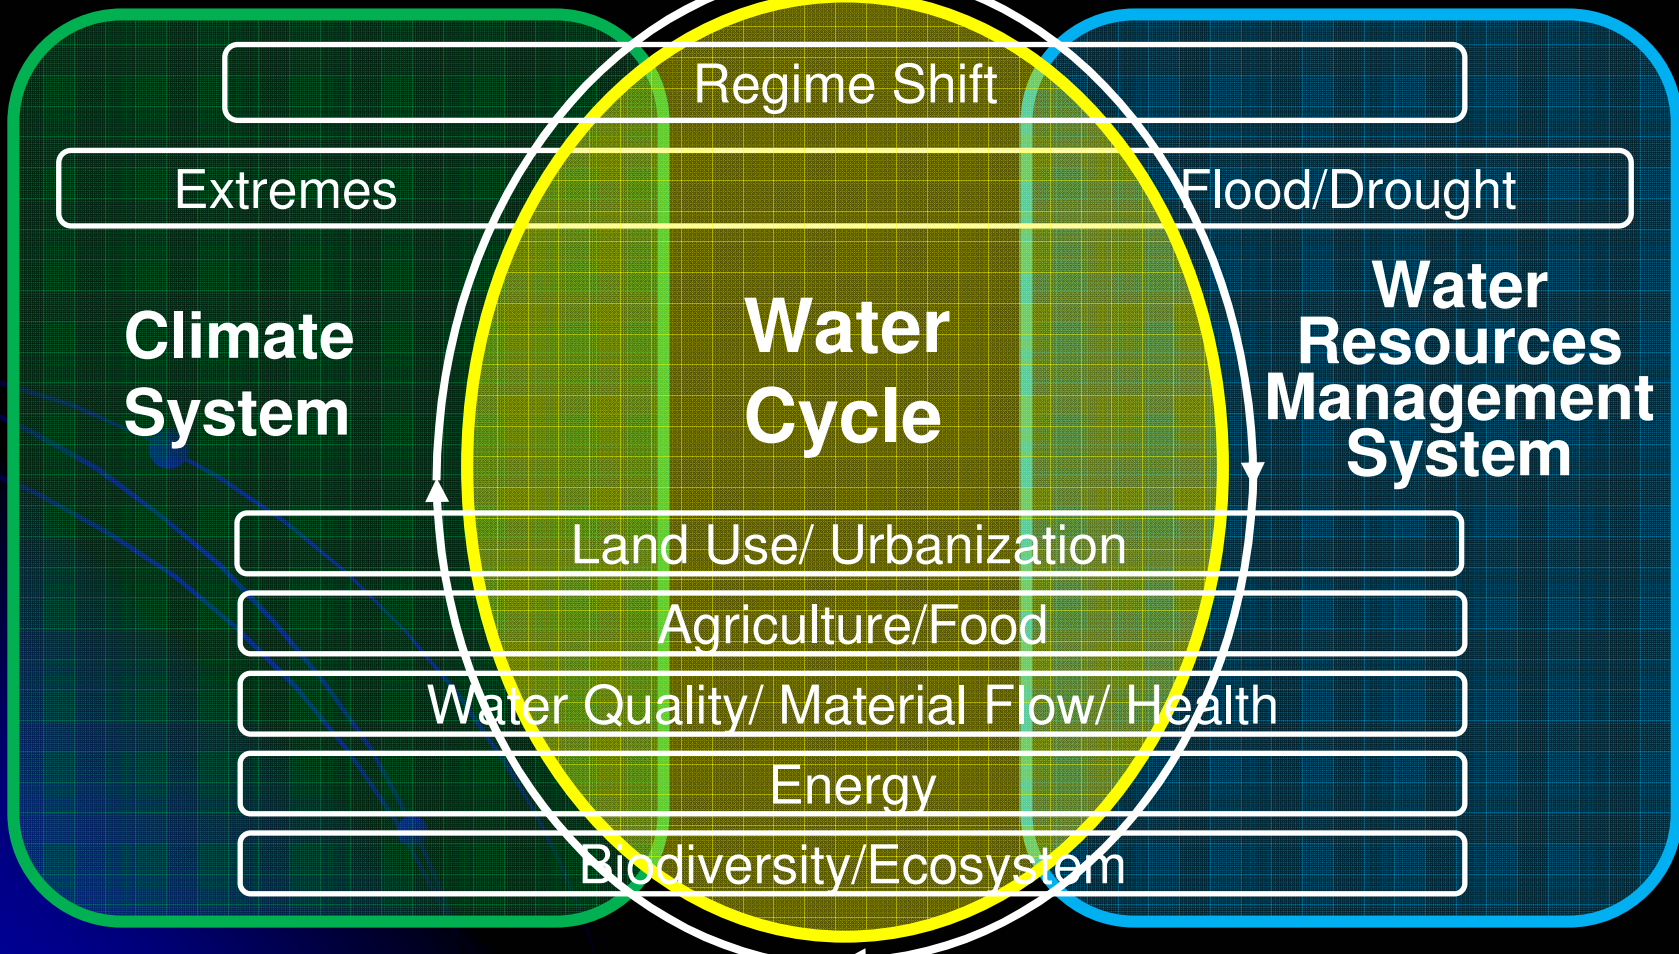 Regime Shift
Extremes
Flood/Drought
Climate
System
Water
Cycle
Water
Resources
Management
System
Land Use/ Urbanization
Agriculture/Food
Water Quality/ Material Flow/ Health
Energy
Biodiversity/Ecosystem